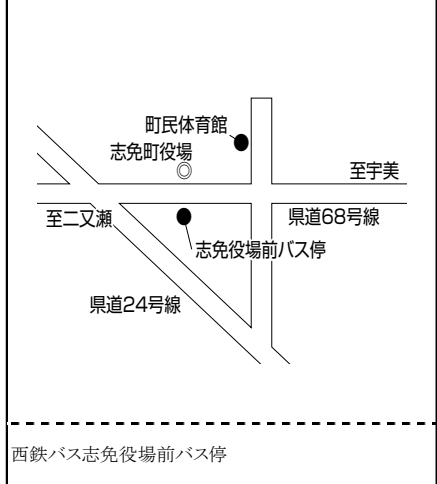 町民体育館
志免町役場
至宇美
至二又瀬
県道68号線
志免役場前バス停
県道24号線
西鉄バス志免役場前バス停